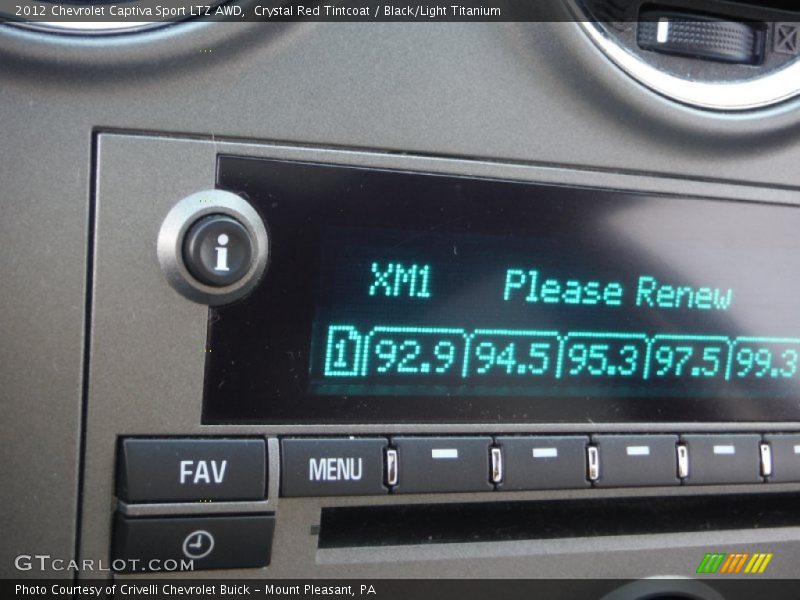 2012 Chevrolet Captiva Sport LTZ AWD, Crystal Red Tintcoat / Black/Light Titanium
i
XM1 Please Renew
1 92.9 94.5 95.3 97.5 99.3
FAV MENU
GTCARLOT.COM
Photo Courtesy of Crivelli Chevrolet Buick - Mount Pleasant, PA